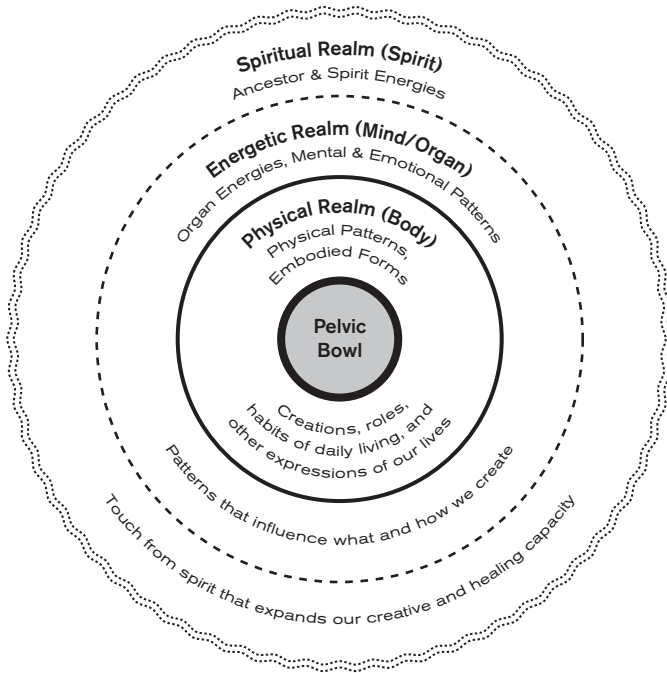 Spiritual Realm (Spirit)
Ancestor & Spirit Energies
Energetic Realm (Mind/Organ)
Organ Energies, Mental & Emotional Patterns
Physical Realm (Body)
Physical Patterns,
Embodied Forms
Pelvic
Bowl
Creations, roles,
habits of daily living, and
other expressions of our lives
Patterns that influence what and how we create
Touch from spirit that expands our creative and healing capacity